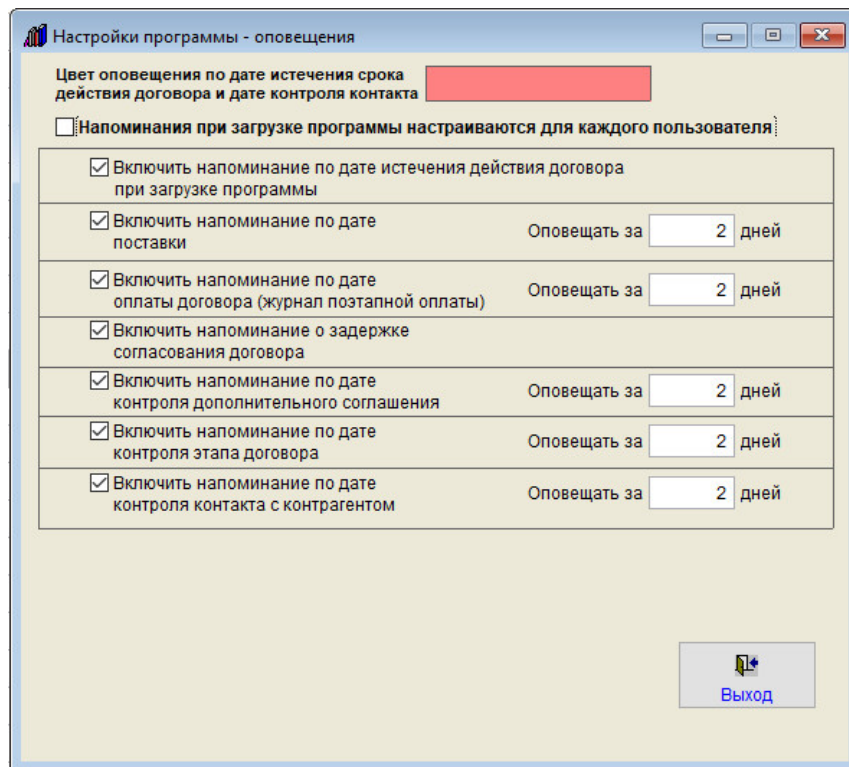 Настройки программы - оповещения
Цвет оповещения по дате истечения срока
действия договора и дате контроля контакта
Напоминания при загрузке программы настраиваются для каждого пользователя
Включить напоминание по дате истечения действия договора
при загрузке программы
Включить напоминание по дате
поставки
Оповещать за 2 дней
Включить напоминание по дате
оплаты договора (журнал поэтапной оплаты)
Оповещать за 2 дней
Включить напоминание о задержке
согласования договора
Включить напоминание по дате
контроля дополнительного соглашения
Оповещать за 2 дней
Включить напоминание по дате
контроля этапа договора
Оповещать за 2 дней
Включить напоминание по дате
контроля контакта с контрагентом
Оповещать за 2 дней
Выход